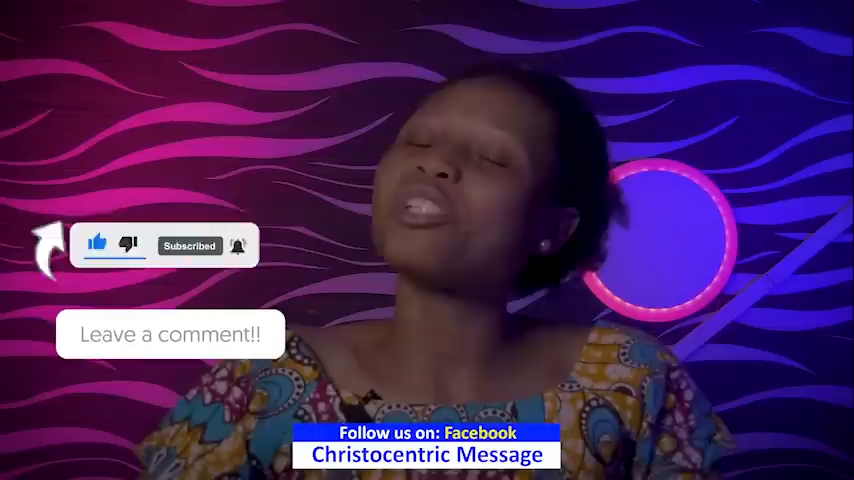 Subscribed
Leave a comment!!
Follow us on: Facebook
Christocentric Message